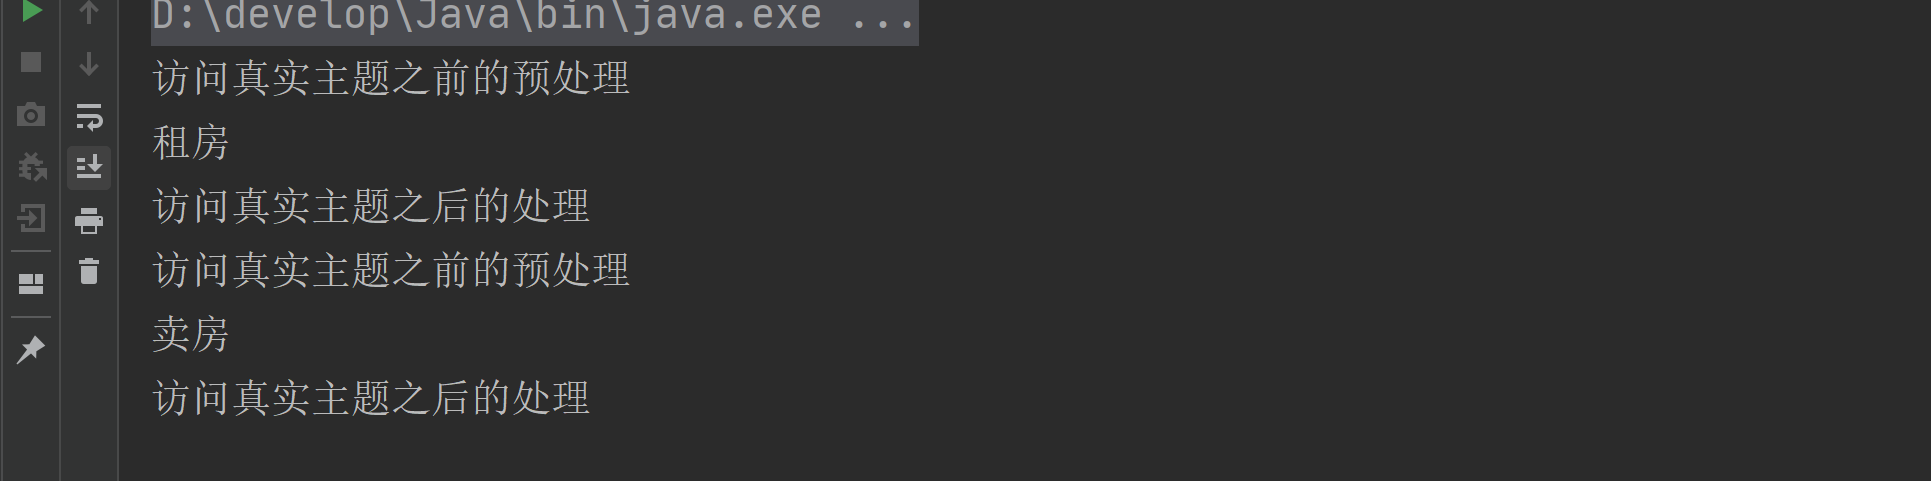 D:\develop\Java\bin\java.exe ...
访问真实主题之前的预处理
租房
访问真实主题之后的处理
访问真实主题之前的预处理
卖房
访问真实主题之后的处理